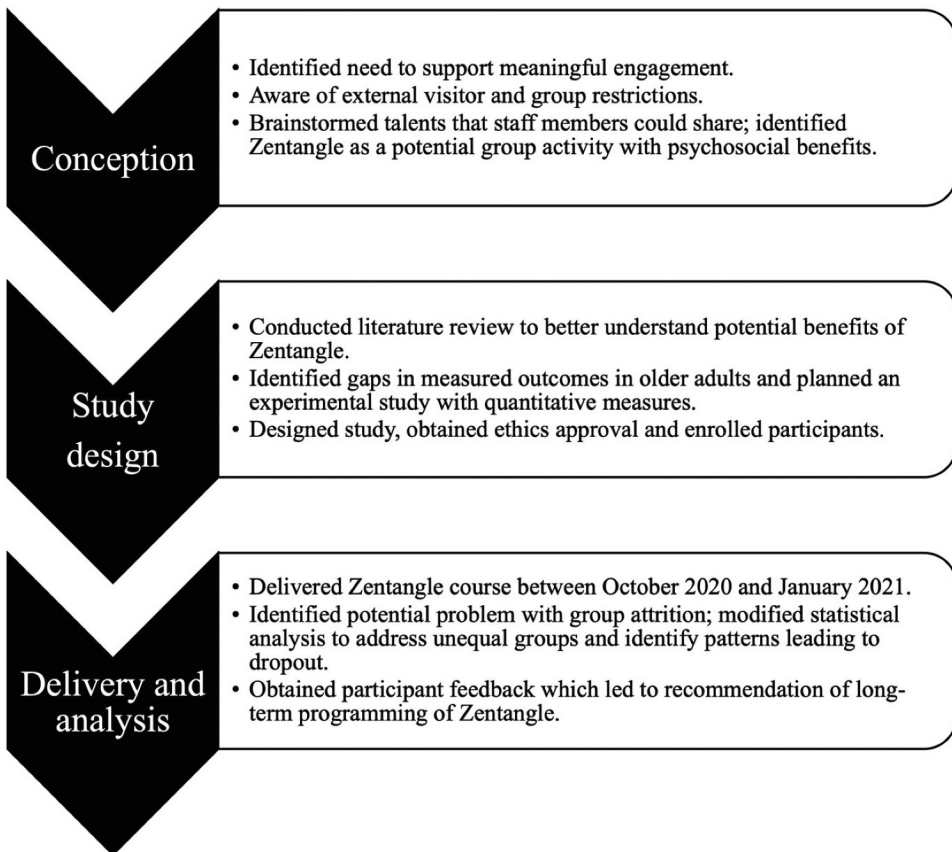 Conception
• Identified need to support meaningful engagement.
• Aware of external visitor and group restrictions.
• Brainstormed talents that staff members could share; identified
Zentangle as a potential group activity with psychosocial benefits.
Study
design
• Conducted literature review to better understand potential benefits of
Zentangle.
• Identified gaps in measured outcomes in older adults and planned an
experimental study with quantitative measures.
• Designed study, obtained ethics approval and enrolled participants.
Delivery and
analysis
• Delivered Zentangle course between October 2020 and January 2021.
• Identified potential problem with group attrition; modified statistical
analysis to address unequal groups and identify patterns leading to
dropout.
• Obtained participant feedback which led to recommendation of long-
term programming of Zentangle.